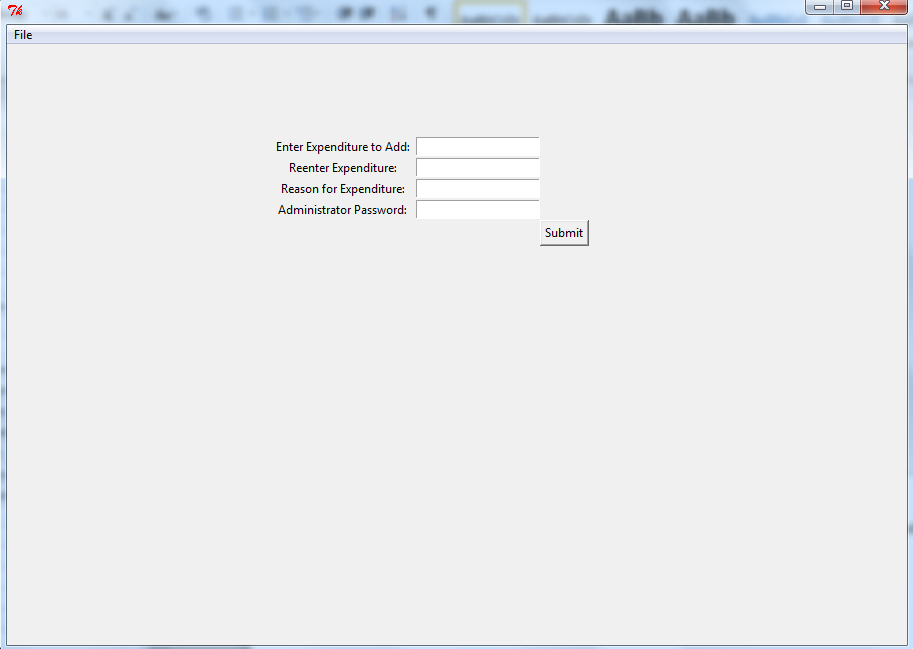 File
Enter Expenditure to Add:
Reenter Expenditure:
Reason for Expenditure:
Administrator Password:
Submit